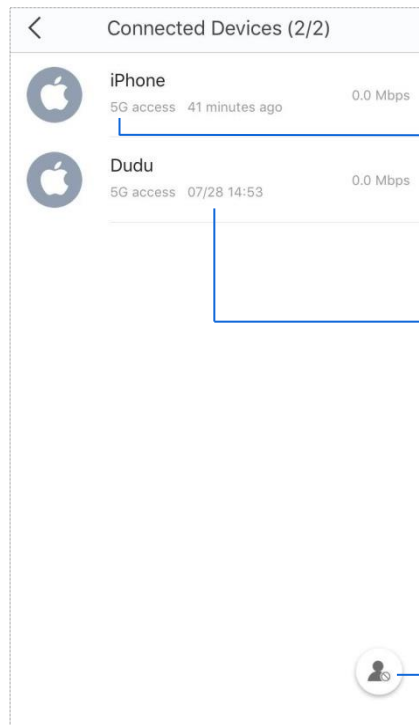 Connected Devices (2/2)
iPhone
5G access 41 minutes ago
0.0 Mbps
Dudu
5G access 07/28 14:53
0.0 Mbps